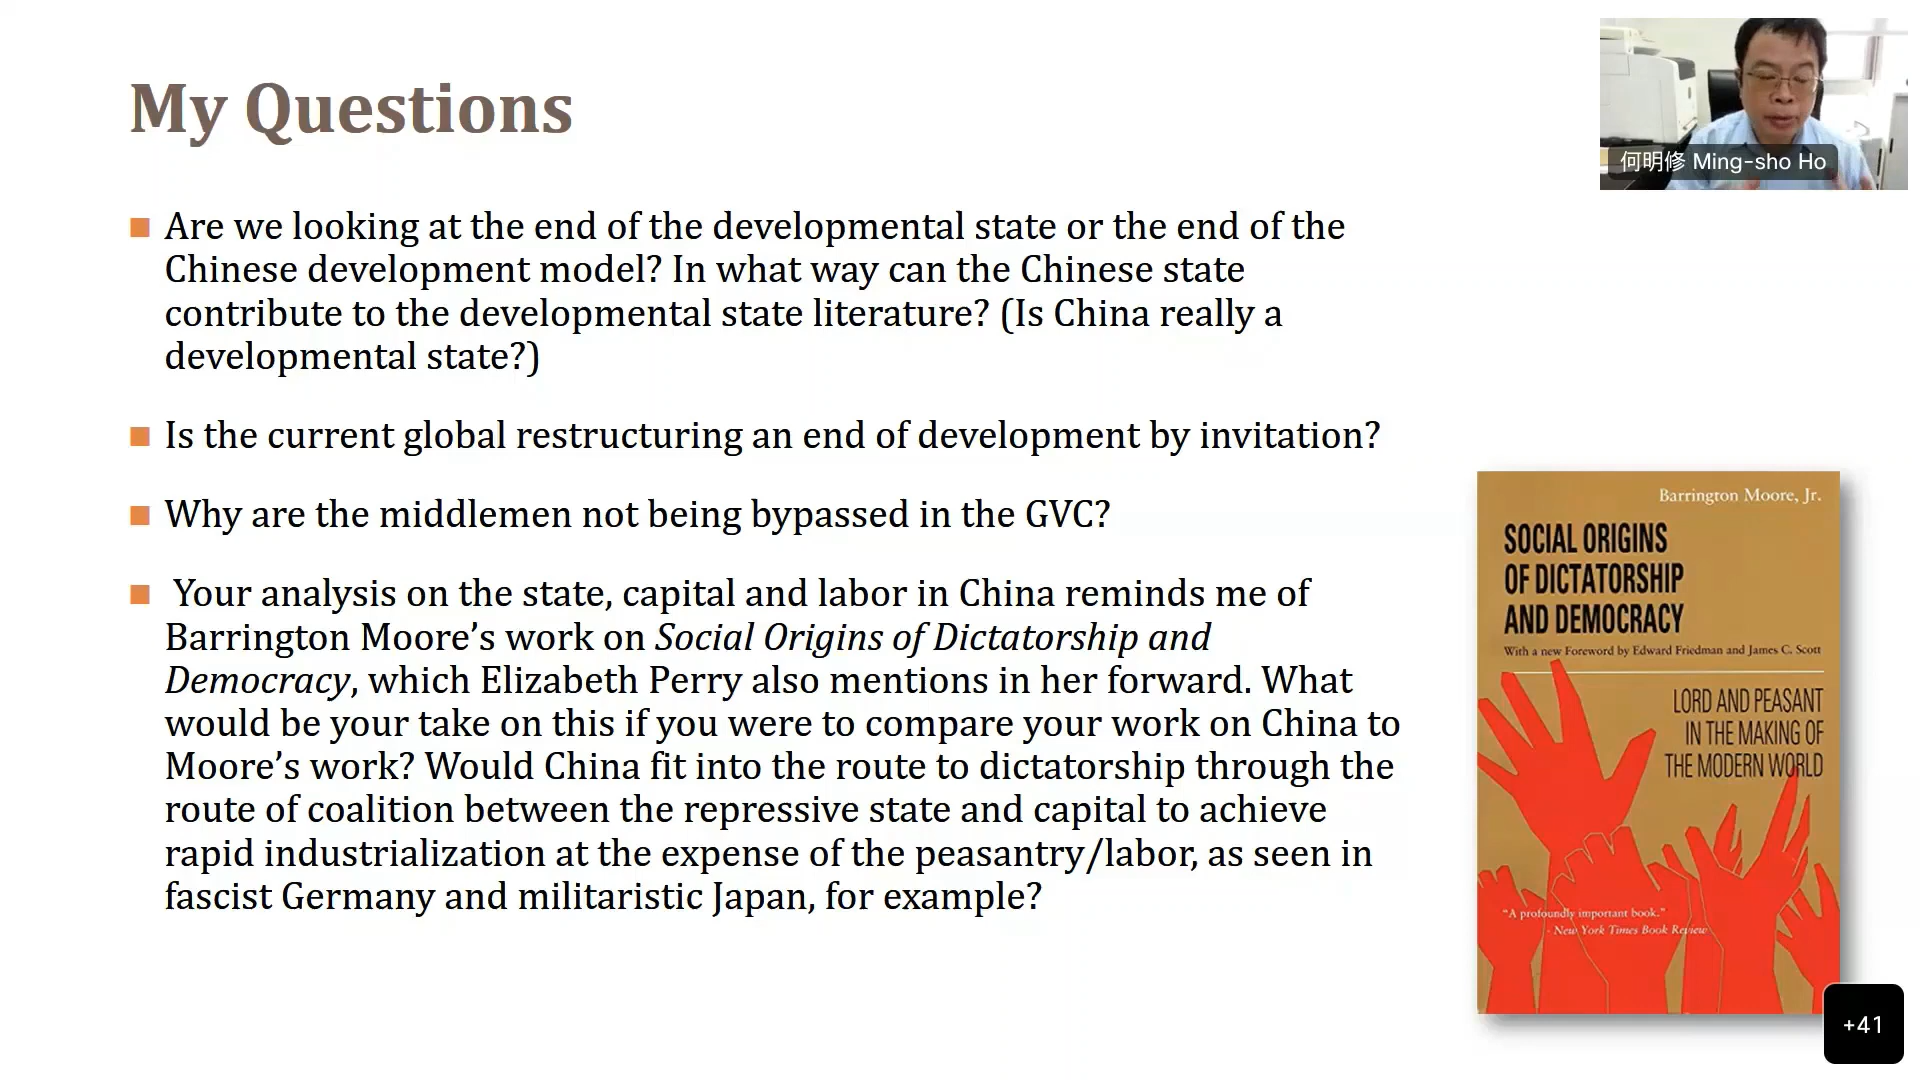 My Questions
Are we looking at the end of the developmental state or the end of the
Chinese development model? In what way can the Chinese state
contribute to the developmental state literature? (Is China really a
developmental state?)
Is the current global restructuring an end of development by invitation?
Why are the middlemen not being bypassed in the GVC?
Your analysis on the state, capital and labor in China reminds me of
Barrington Moore's work on Social Origins of Dictatorship and
Democracy, which Elizabeth Perry also mentions in her forward. What
would be your take on this if you were to compare your work on China to
Moore's work? Would China fit into the route to dictatorship through the
route of coalition between the repressive state and capital to achieve
rapid industrialization at the expense of the peasantry/labor, as seen in
fascist Germany and militaristic Japan, for example?
何明修 Ming-sho Ho
Barrington Moore, Jr.
SOCIAL ORIGINS
OF DICTATORSHIP
AND DEMOCRACY
With a new Foreword by Edward Friedman and James C. Scott
LORD AND PEASANT
IN THE MAKING OF
THE MODERN WORLD
"A profoundly important book."
- New York Times Book Review
+41